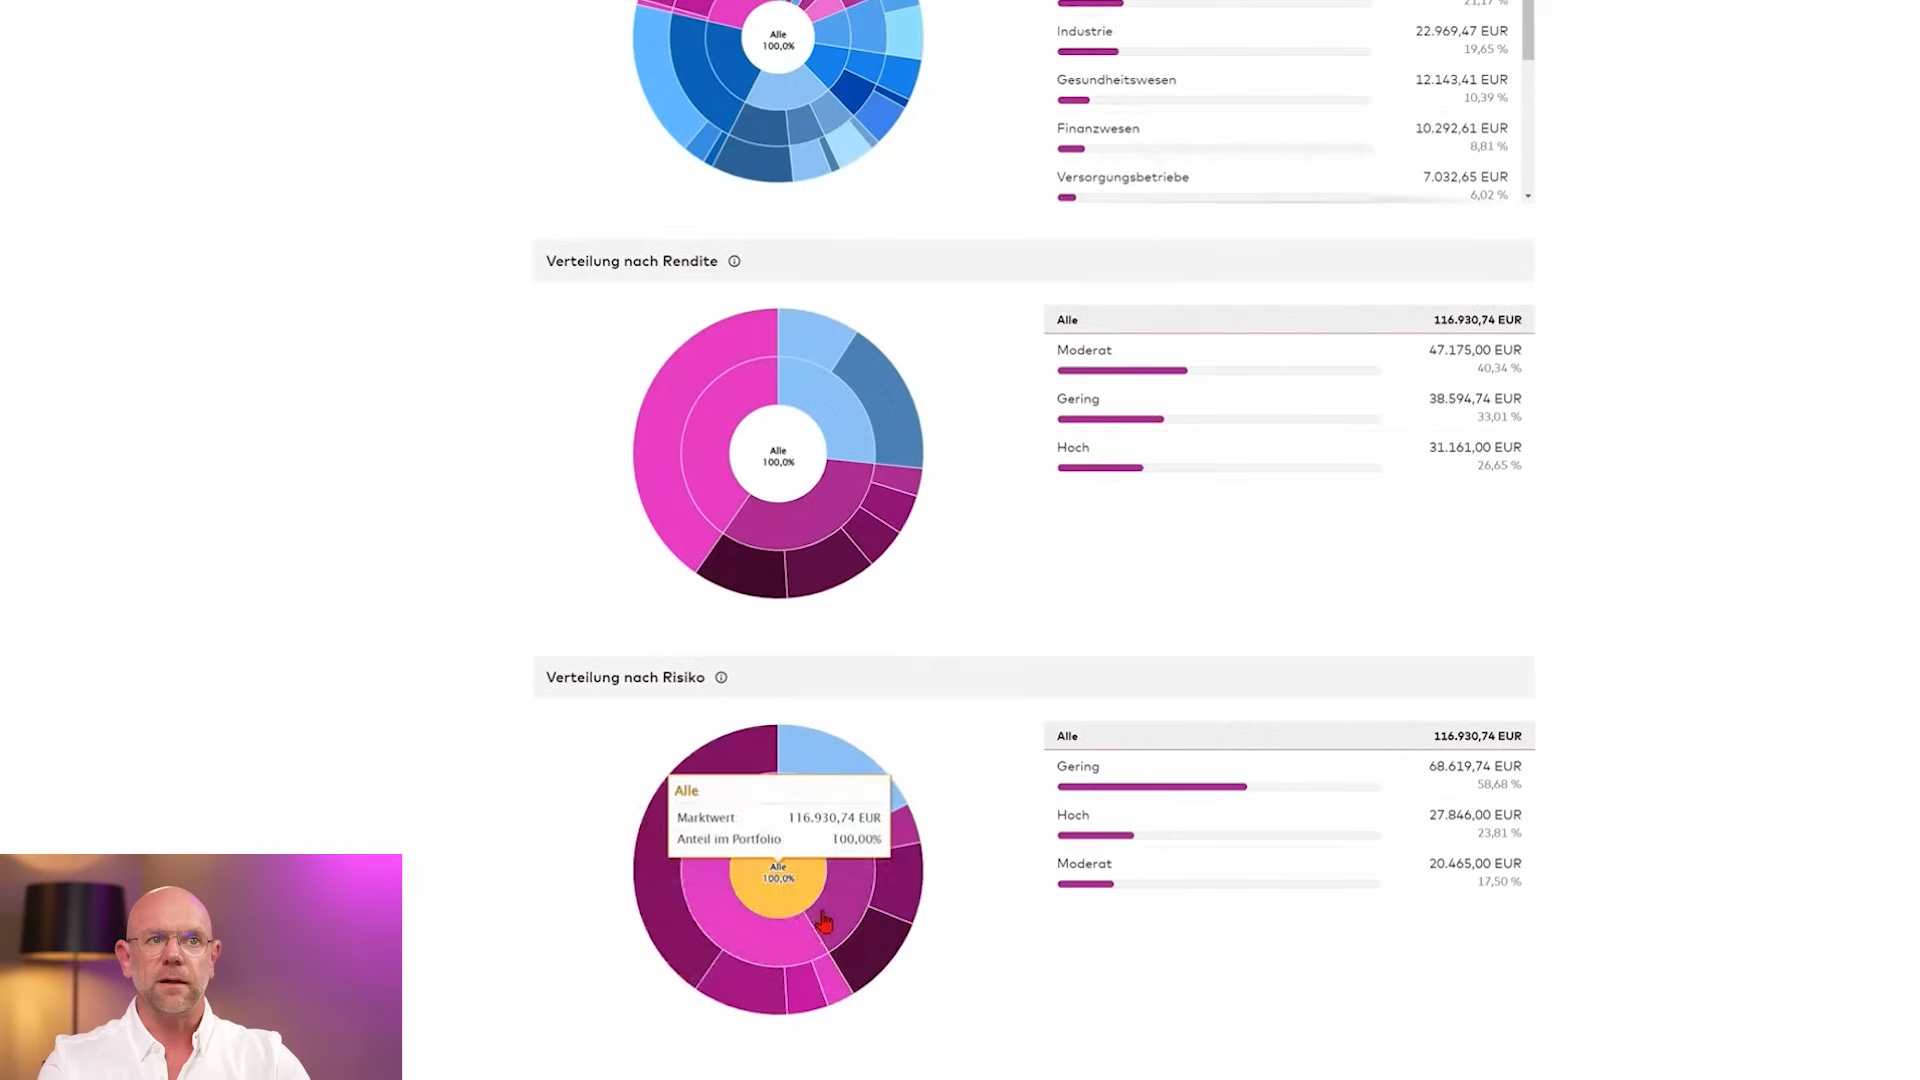 21,17 %
Alle
100,0%
Industrie
22.969,47 EUR
19,65 %
Gesundheitswesen
12.143,41 EUR
10,39 %
Finanzwesen
10.292,61 EUR
8,81 %
Versorgungsbetriebe
7.032,65 EUR
6,02 %
Verteilung nach Rendite
Alle
100,0%
Alle 116.930,74 EUR
Moderat
47.175,00 EUR
40,34 %
Gering
38.594,74 EUR
33,01 %
Hoch
31.161,00 EUR
26,65 %
Verteilung nach Risiko
Alle
Marktwert: 116.930,74 EUR
Anteil im Portfolio 100,00%
Alle
100,0%
Alle 116.930,74 EUR
Gering
68.619,74 EUR
58,68 %
Hoch
27.846,00 EUR
23,81 %
Moderat
20.465,00 EUR
17,50 %